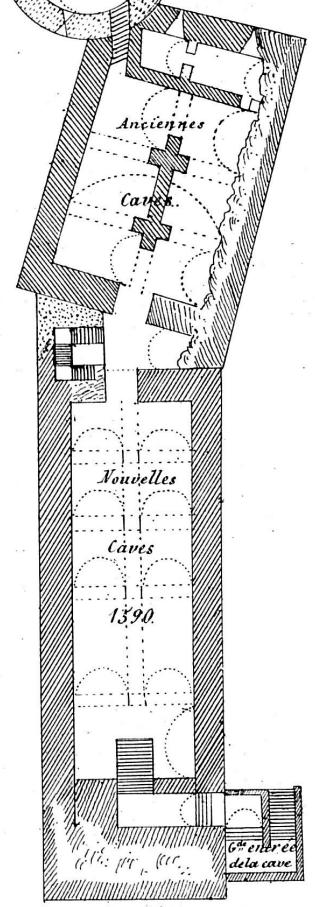 Anciennes
Caves
Nouvelles
Caves
1390.
Gde entrée
de la cave